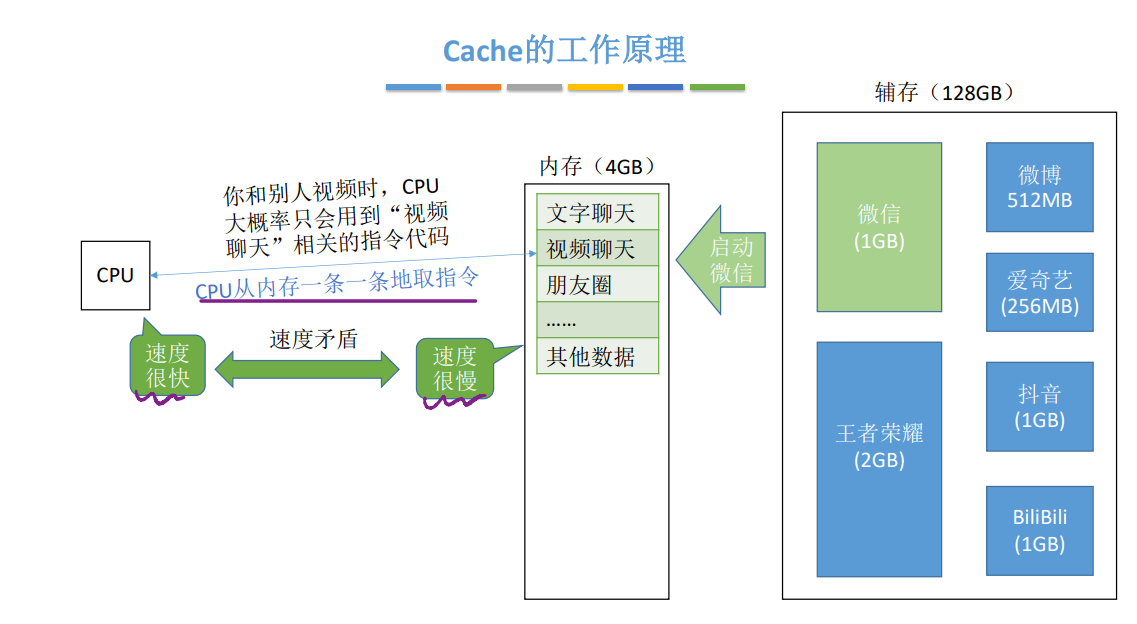 Cache的工作原理
辅存（128GB）
内存（4GB）
你和别人视频时，CPU
大概率只会用到“视频
聊天”相关的指令代码
CPU
CPU从内存一条一条地取指令
速度矛盾
速度
很快
速度
很慢
文字聊天
视频聊天
朋友圈
……
其他数据
启动
微信
微信
(1GB)
王者荣耀
(2GB)
微博
512MB
爱奇艺
(256MB)
抖音
(1GB)
BiliBili
(1GB)